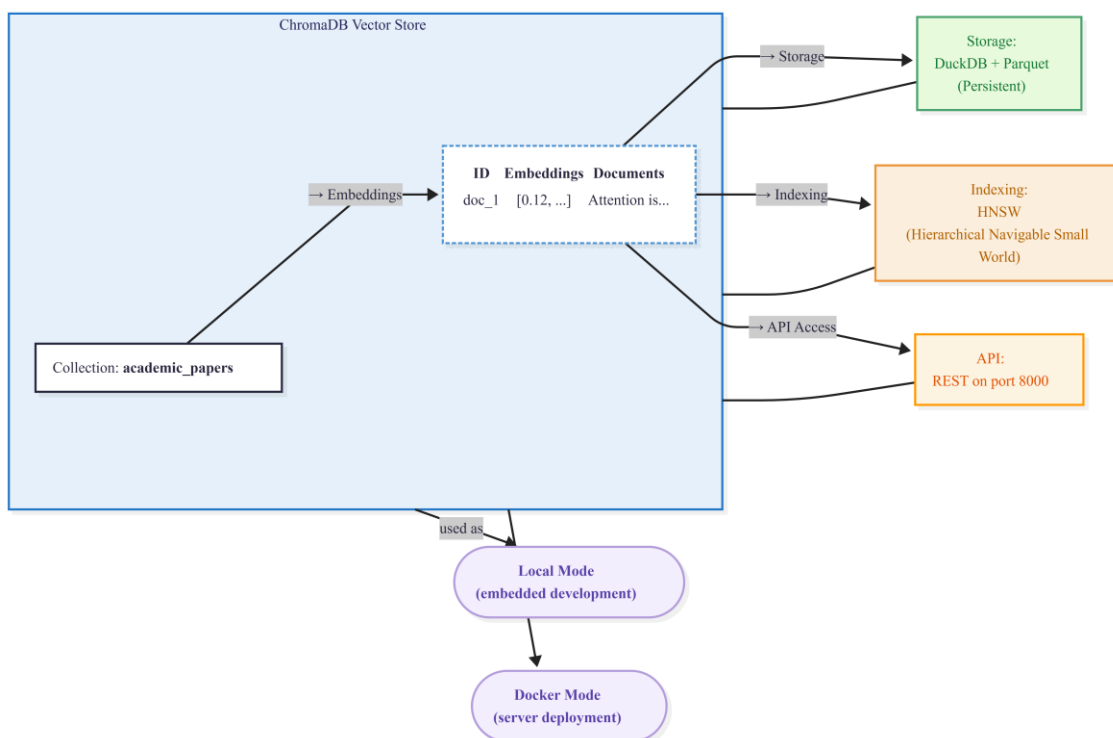 ChromaDB Vector Store
→ Storage
Storage:
DuckDB + Parquet
(Persistent)
ID Embeddings Documents
doc_1 [0.12, ...] Attention is...
→ Embeddings
→ Indexing
Indexing:
HNSW
(Hierarchical Navigable Small
World)
→ API Access
API:
REST on port 8000
Collection: academic_papers
used as
Local Mode
(embedded development)
Docker Mode
(server deployment)